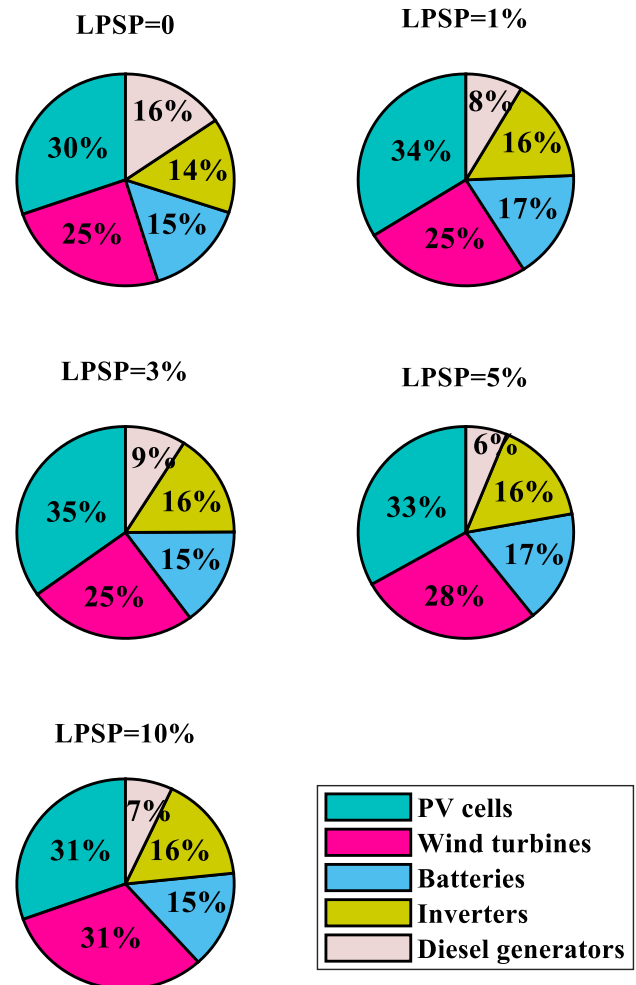 LPSP=0
30%
16%
14%
15%
25%
LPSP=1%
34%
8%
16%
17%
25%
LPSP=3%
35%
9%
16%
15%
25%
LPSP=5%
33%
6%
16%
17%
28%
LPSP=10%
31%
7%
16%
15%
31%
PV cells
Wind turbines
Batteries
Inverters
Diesel generators